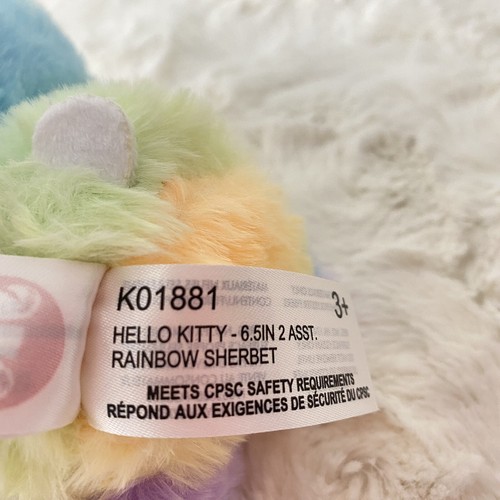 K01881 3+
HELLO KITTY - 6.5IN 2 ASST.
RAINBOW SHERBET
MEETS CPSC SAFETY REQUIREMENTS
RÉPOND AUX EXIGENCES DE SÉCURITÉ DU CPSC